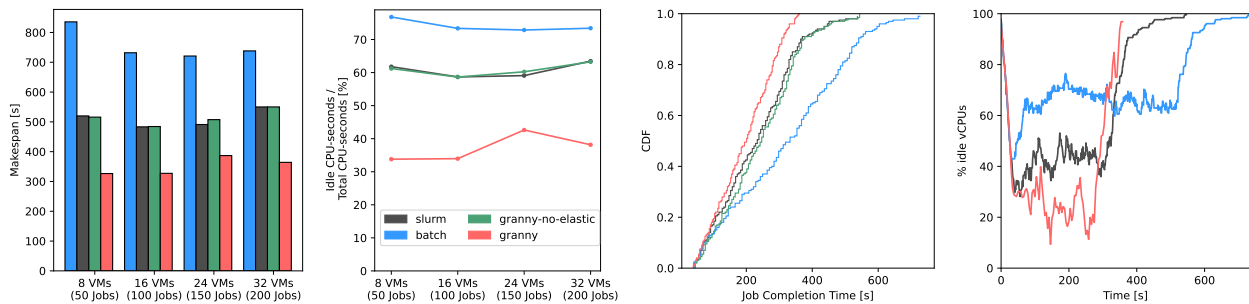 Makespan [s]
800
700
600
500
400
300
200
100
0
8 VMs
(50 Jobs)
16 VMs
(100 Jobs)
24 VMs
(150 Jobs)
32 VMs
(200 Jobs)
Idle CPU-seconds /
Total CPU-seconds [%]
70
60
50
40
30
20
10
0
slurm
batch
granny-no-elastic
granny
8 VMs
(50 Jobs)
16 VMs
(100 Jobs)
24 VMs
(150 Jobs)
32 VMs
(200 Jobs)
CDF
1.0
0.8
0.6
0.4
0.2
0.0
200
400
600
Job Completion Time [s]
% idle vCPUs
100
80
60
40
20
0
0
200
400
600
Time [s]